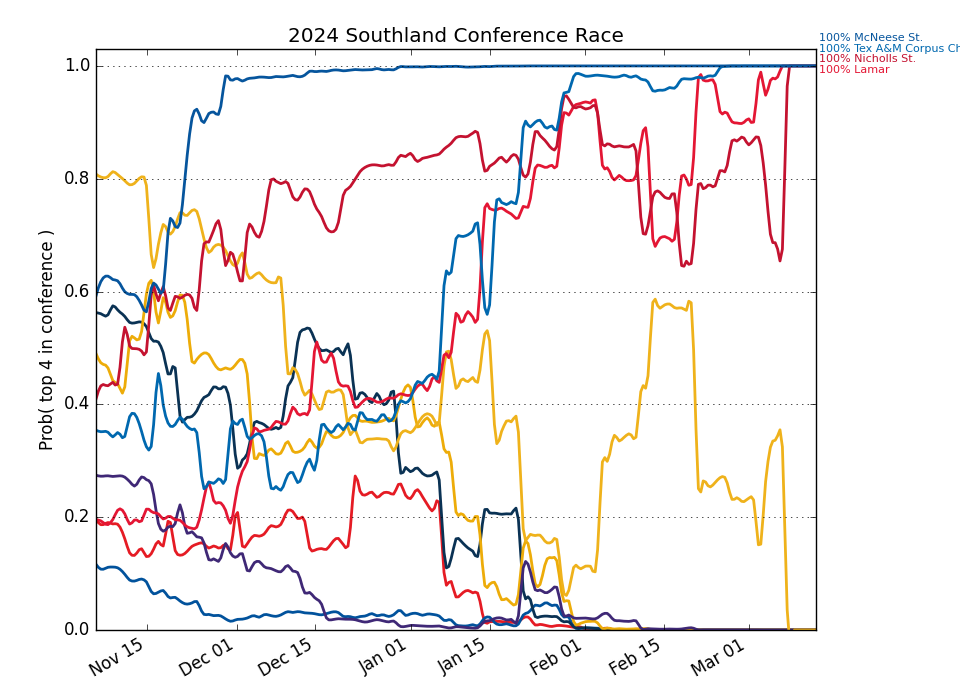 2024 Southland Conference Race
100% McNeese St.
100% Tex A&M Corpus Ch
100% Nicholls St.
100% Lamar
Prob( top 4 in conference )
1.0
0.8
0.6
0.4
0.2
0.0
Nov 15
Dec 01
Dec 15
Jan 01
Jan 15
Feb 01
Feb 15
Mar 01